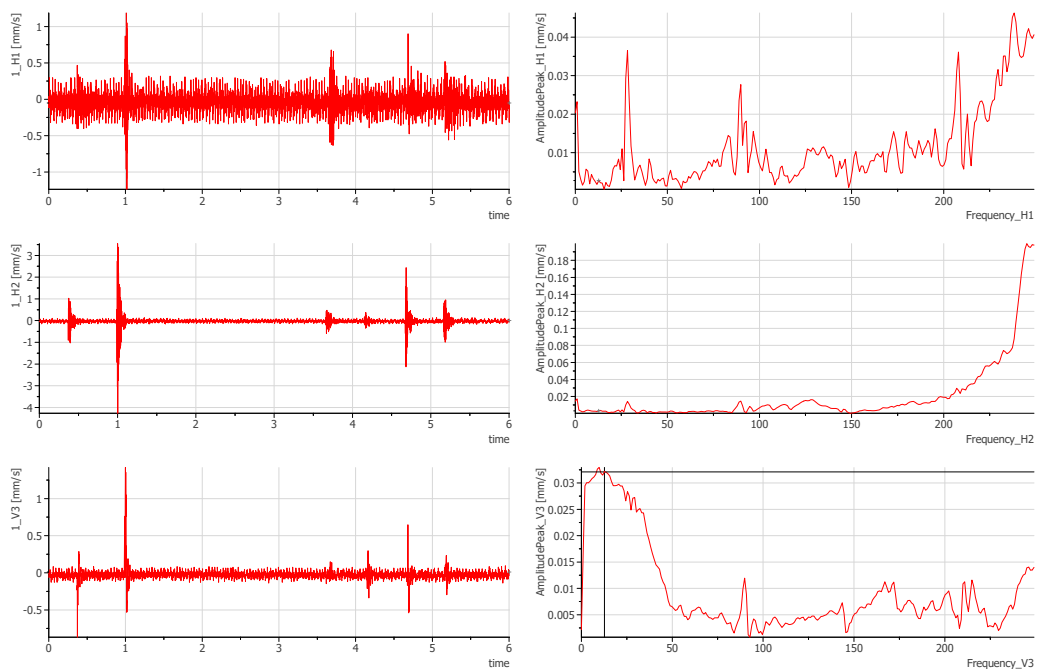 1_H1 [mm/s]
1
0.5
0
-0.5
-1
0 1 2 3 4 5 6
time
AmplitudePeak_H1 [mm/s]
0.04
0.03
0.02
0.01
0 50 100 150 200
Frequency_H1
1_H2 [mm/s]
3
2
1
0
-1
-2
-3
-4
0 2 3 4 5 6
time
AmplitudePeak_H2 [mm/s]
0.18
0.16
0.14
0.12
0.10
0.08
0.06
0.04
0.02
0 50 100 150 200
Frequency_H2
1_V3 [mm/s]
1
0.5
0
-0.5
0 1 2 3 4 5 6
time
AmplitudePeak_V3 [mm/s]
0.03
0.025
0.02
0.015
0.01
0.005
0 50 100 150 200
Frequency_V3